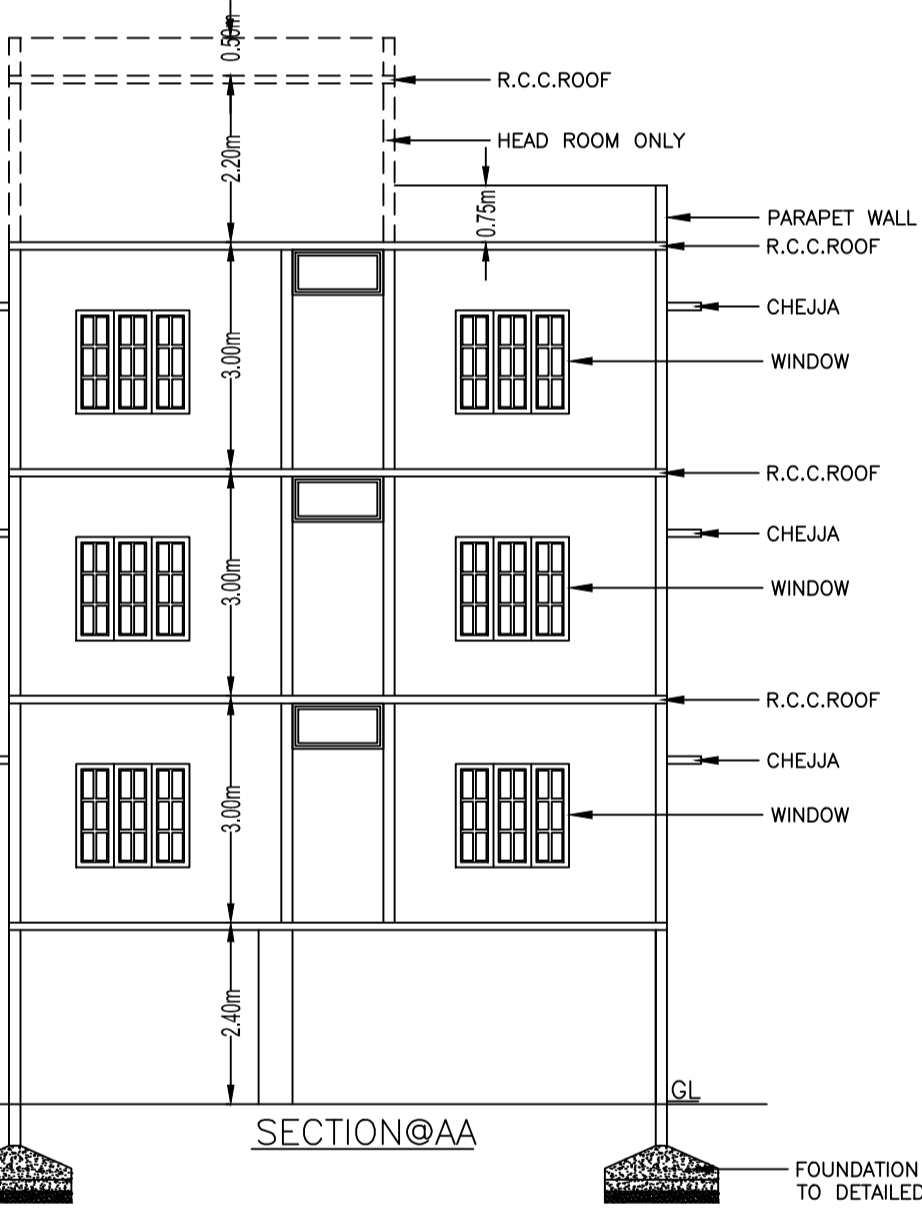 0.50m
R.C.C.ROOF
HEAD ROOM ONLY
2.20m
0.75m
PARAPET WALL
R.C.C.ROOF
CHEJJA
WINDOW
3.00m
R.C.C.ROOF
CHEJJA
WINDOW
3.00m
R.C.C.ROOF
CHEJJA
WINDOW
3.00m
2.40m
GL
SECTION@AA
FOUNDATION
TO DETAILED